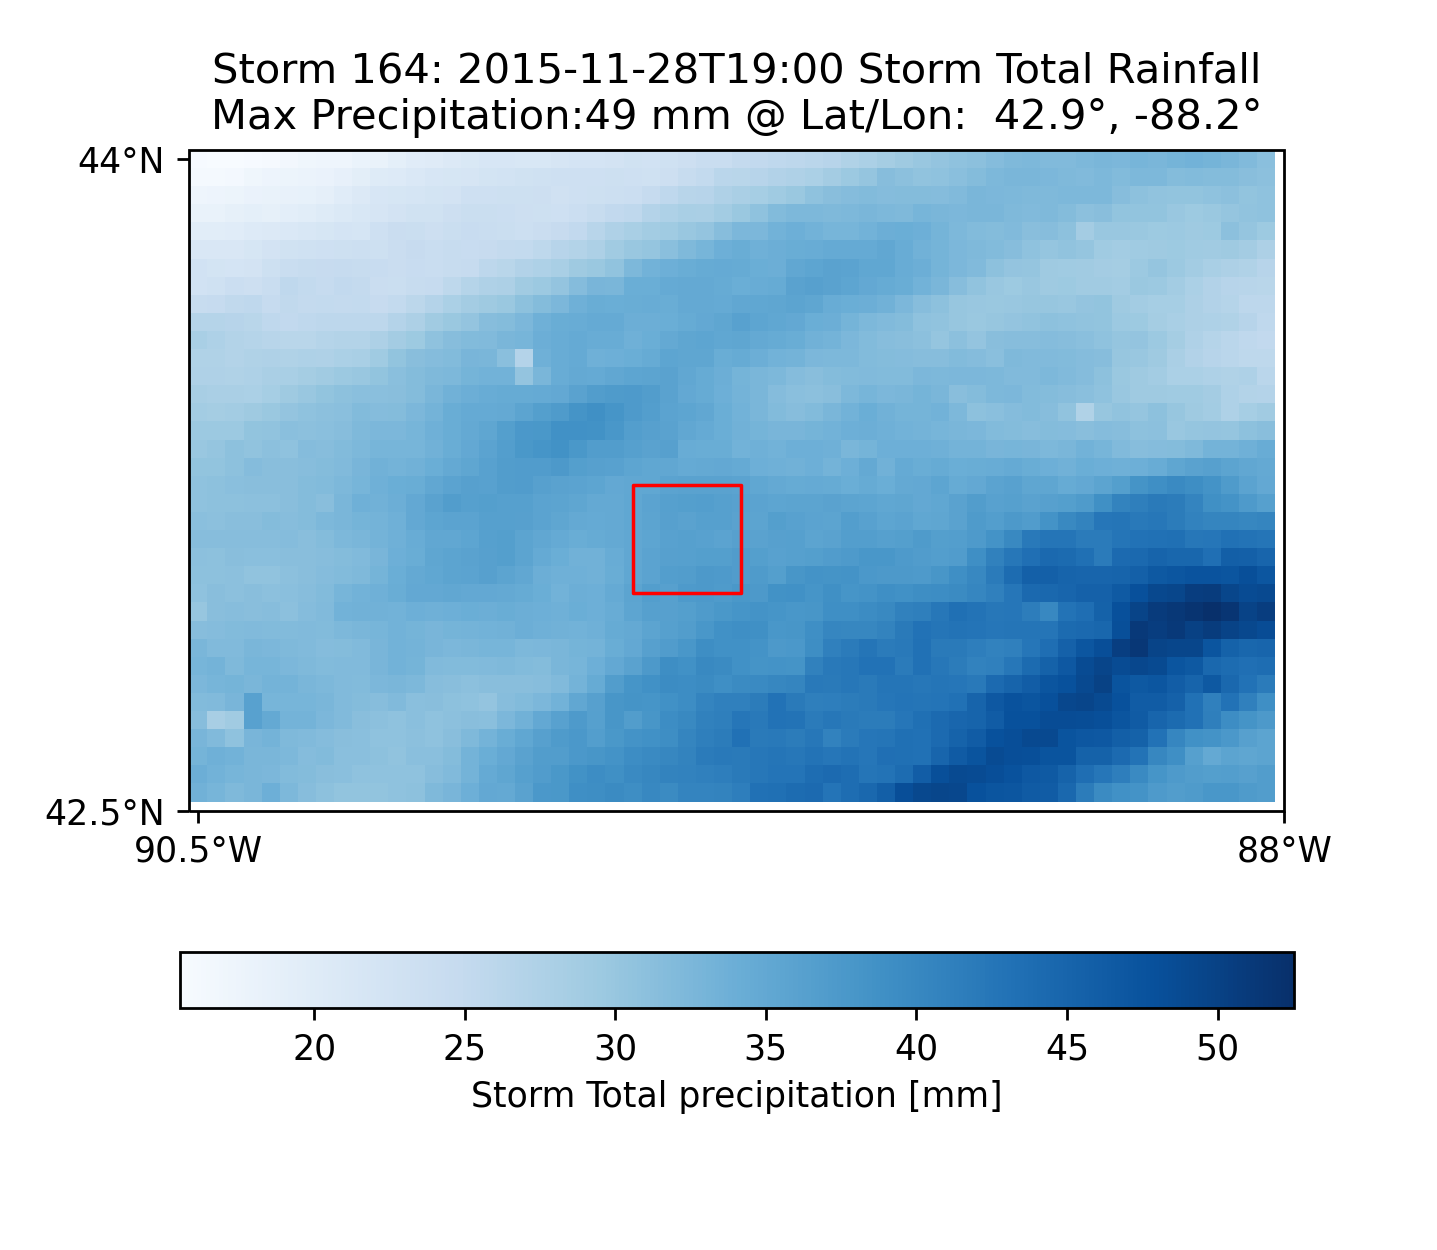 Storm 164: 2015-11-28T19:00 Storm Total Rainfall
Max Precipitation:49 mm @ Lat/Lon:  42.9°, -88.2°
44°N
42.5°N
90.5°W 88°W
20 25 30 35 40 45 50
Storm Total precipitation [mm]